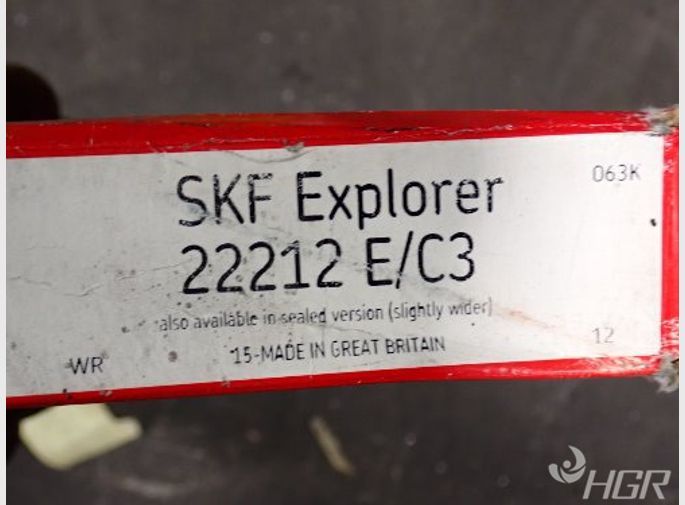 SKF Explorer
063K
22212 E/C3
also available in sealed version (slightly wider)
15-MADE IN GREAT BRITAIN
12
WR
HGR